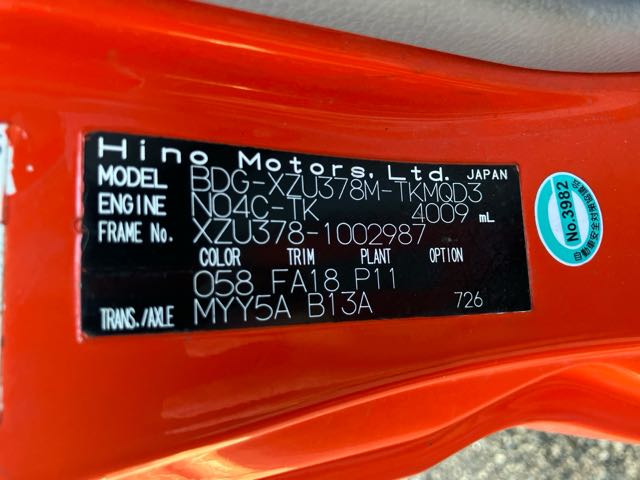 Hino Motors, Ltd. JAPAN
MODEL BDG-XZU378M-TKMQD3
ENGINE N04C-TK 4009 mL
FRAME NO. XZU378-1002987
COLOR TRIM PLANT OPTION
058 FA18 P11
TRANS./AXLE MYY5A B13A 726
No.3982